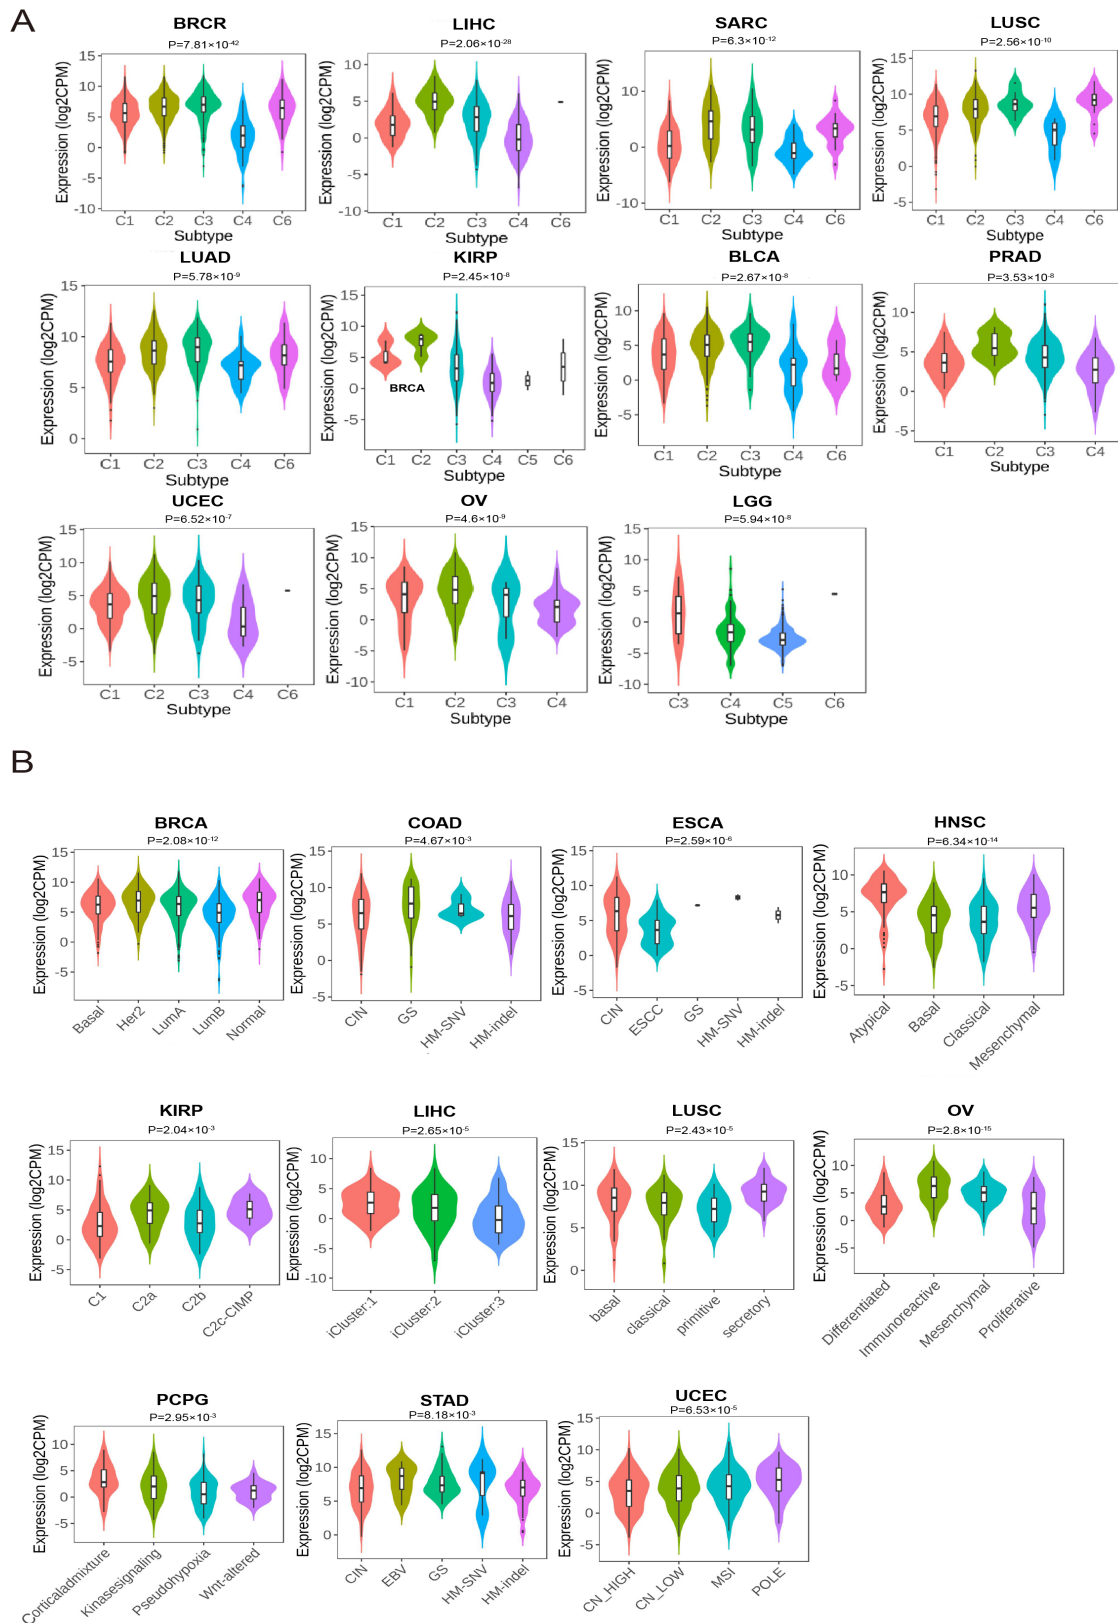 A
BRCR
P=7.81×10-42
Expression (log2CPM)
15
10
5
0
-5
-10
C1 C2 C3 C4 C6
Subtype
LIHC
P=2.06×10-28
Expression (log2CPM)
10
5
0
-5
-10
C1 C2 C3 C4 C6
Subtype
SARC
P=6.3×10-12
Expression (log2CPM)
10
5
0
-5
-10
C1 C2 C3 C4 C6
Subtype
LUSC
P=2.56×10-10
Expression (log2CPM)
15
10
5
0
-5
C1 C2 C3 C4 C6
Subtype
LUAD
P=5.78×10-9
Expression (log2CPM)
15
10
5
0
C1 C2 C3 C4 C6
Subtype
KIRP
P=2.45×10-8
Expression (log2CPM)
15
10
5
0
-5
BRCA
C1 C2 C3 C4 C5 C6
Subtype
BLCA
P=2.67×10-8
Expression (log2CPM)
10
5
0
-5
C1 C2 C3 C4 C6
Subtype
PRAD
P=3.53×10-8
Expression (log2CPM)
10
5
0
-5
C1 C2 C3 C4
Subtype
UCEC
P=6.52×10-7
Expression (log2CPM)
15
10
5
0
-5
C1 C2 C3 C4 C6
Subtype
OV
P=4.6×10-9
Expression (log2CPM)
15
10
5
0
-5
-10
C1 C2 C3 C4
Subtype
LGG
P=5.94×10-8
Expression (log2CPM)
15
10
5
0
-5
-10
C3 C4 C5 C6
Subtype
B
BRCA
P=2.08×10-12
Expression (log2CPM)
15
10
5
0
-5
Basal Her2 LumA LumB Normal
COAD
P=4.67×10-3
Expression (log2CPM)
15
10
5
0
-5
CIN GS HM-SNV HM-indel
ESCA
P=2.59×10-6
Expression (log2CPM)
15
10
5
0
-5
CIN ESCC GS HM-SNV HM-indel
HNSC
P=6.34×10-14
Expression (log2CPM)
10
5
0
-5
Atypical Basal Classical Mesenchymal
KIRP
P=2.04×10-3
Expression (log2CPM)
15
10
5
0
-5
C1 C2a C2b C2c-CIMP
LIHC
P=2.65×10-5
Expression (log2CPM)
10
5
0
-5
-10
iCluster:1 iCluster:2 iCluster:3
LUSC
P=2.43×10-5
Expression (log2CPM)
15
10
5
0
basal classical primitive secretory
OV
P=2.8×10-15
Expression (log2CPM)
10
5
0
-5
Differentiated Immunoreactive Mesenchymal Proliferative
PCPG
P=2.95×10-3
Expression (log2CPM)
10
5
0
-5
Corticaladmixture Kinasesignaling Pseudohypoxia Wnt-altered
STAD
P=8.18×10-3
Expression (log2CPM)
15
10
5
0
CIN EBV GS HM-SNV HM-indel
UCEC
P=6.53×10-5
Expression (log2CPM)
15
10
5
0
-5
CN_HIGH CN_LOW MSI POLE